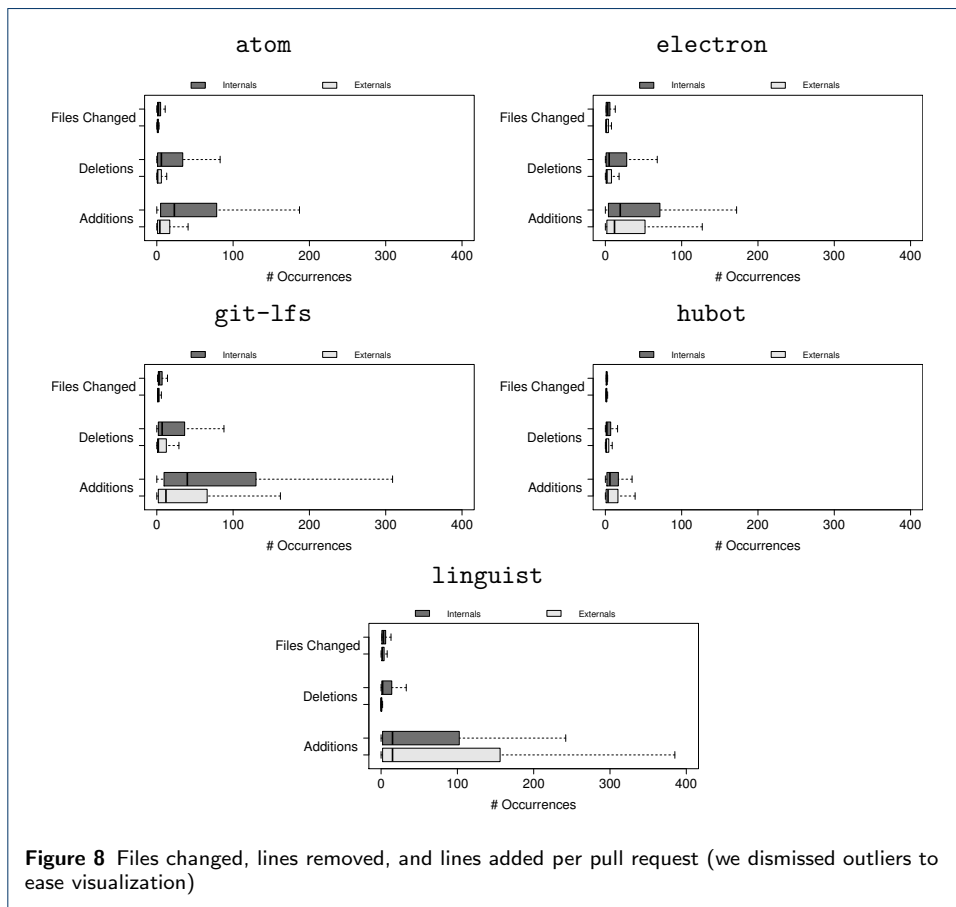 atom
Internals Externals
Files Changed
Deletions
Additions
0 100 200 300 400
# Occurrences
electron
Internals Externals
Files Changed
Deletions
Additions
0 100 200 300 400
# Occurrences
git-lfs
Internals Externals
Files Changed
Deletions
Additions
0 100 200 300 400
# Occurrences
hubot
Internals Externals
Files Changed
Deletions
Additions
0 100 200 300 400
# Occurrences
linguist
Internals Externals
Files Changed
Deletions
Additions
0 100 200 300 400
# Occurrences
Figure 8 Files changed, lines removed, and lines added per pull request (we dismissed outliers to
ease visualization)